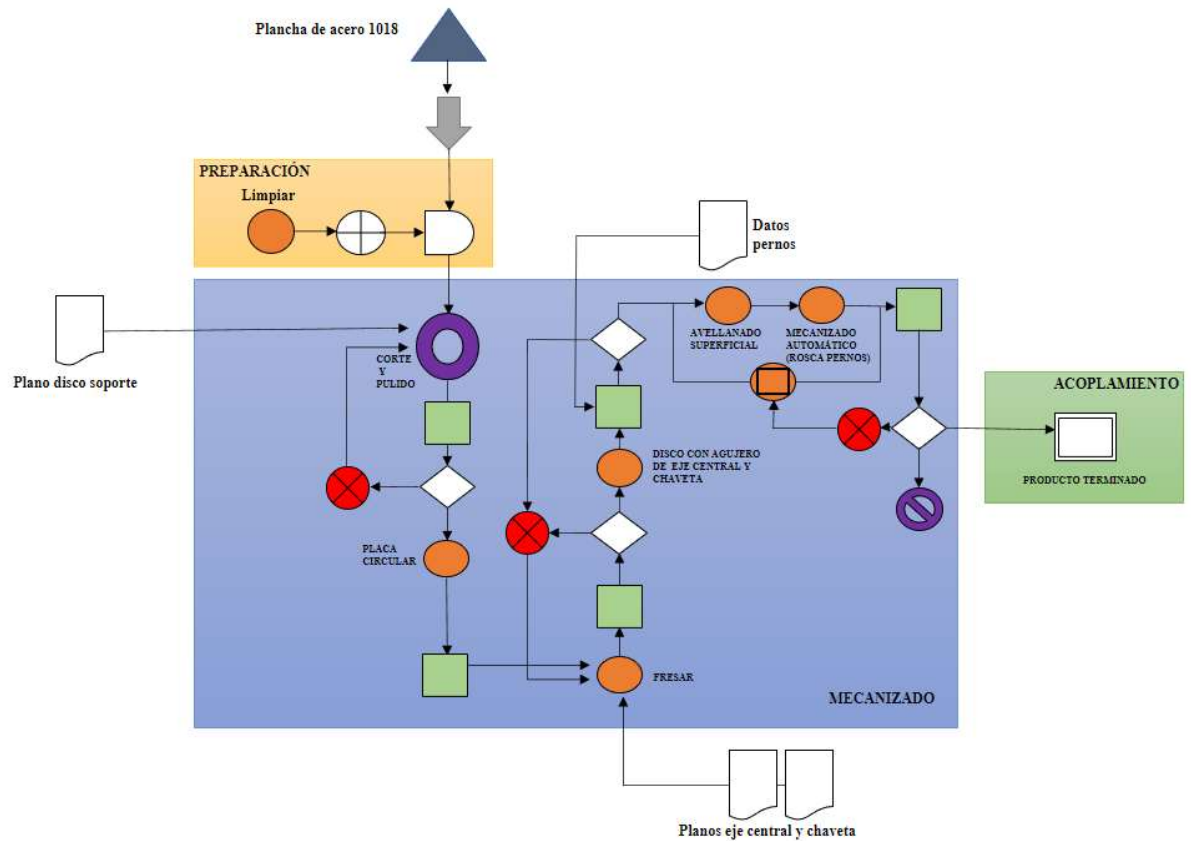 Plancha de acero 1018
PREPARACIÓN
Limpiar
Datos
pernos
Plano disco soporte
CORTE
Y
PULIDO
AVELLANADO
SUPERFICIAL
MECANIZADO
AUTOMÁTICO
(ROSCA PERNOS)
ACOPLAMIENTO
PRODUCTO TERMINADO
DISCO CON AGUJERO
DE EJE CENTRAL Y
CHAVETA
PLACA
CIRCULAR
FRESAR
MECANIZADO
Planos eje central y chaveta